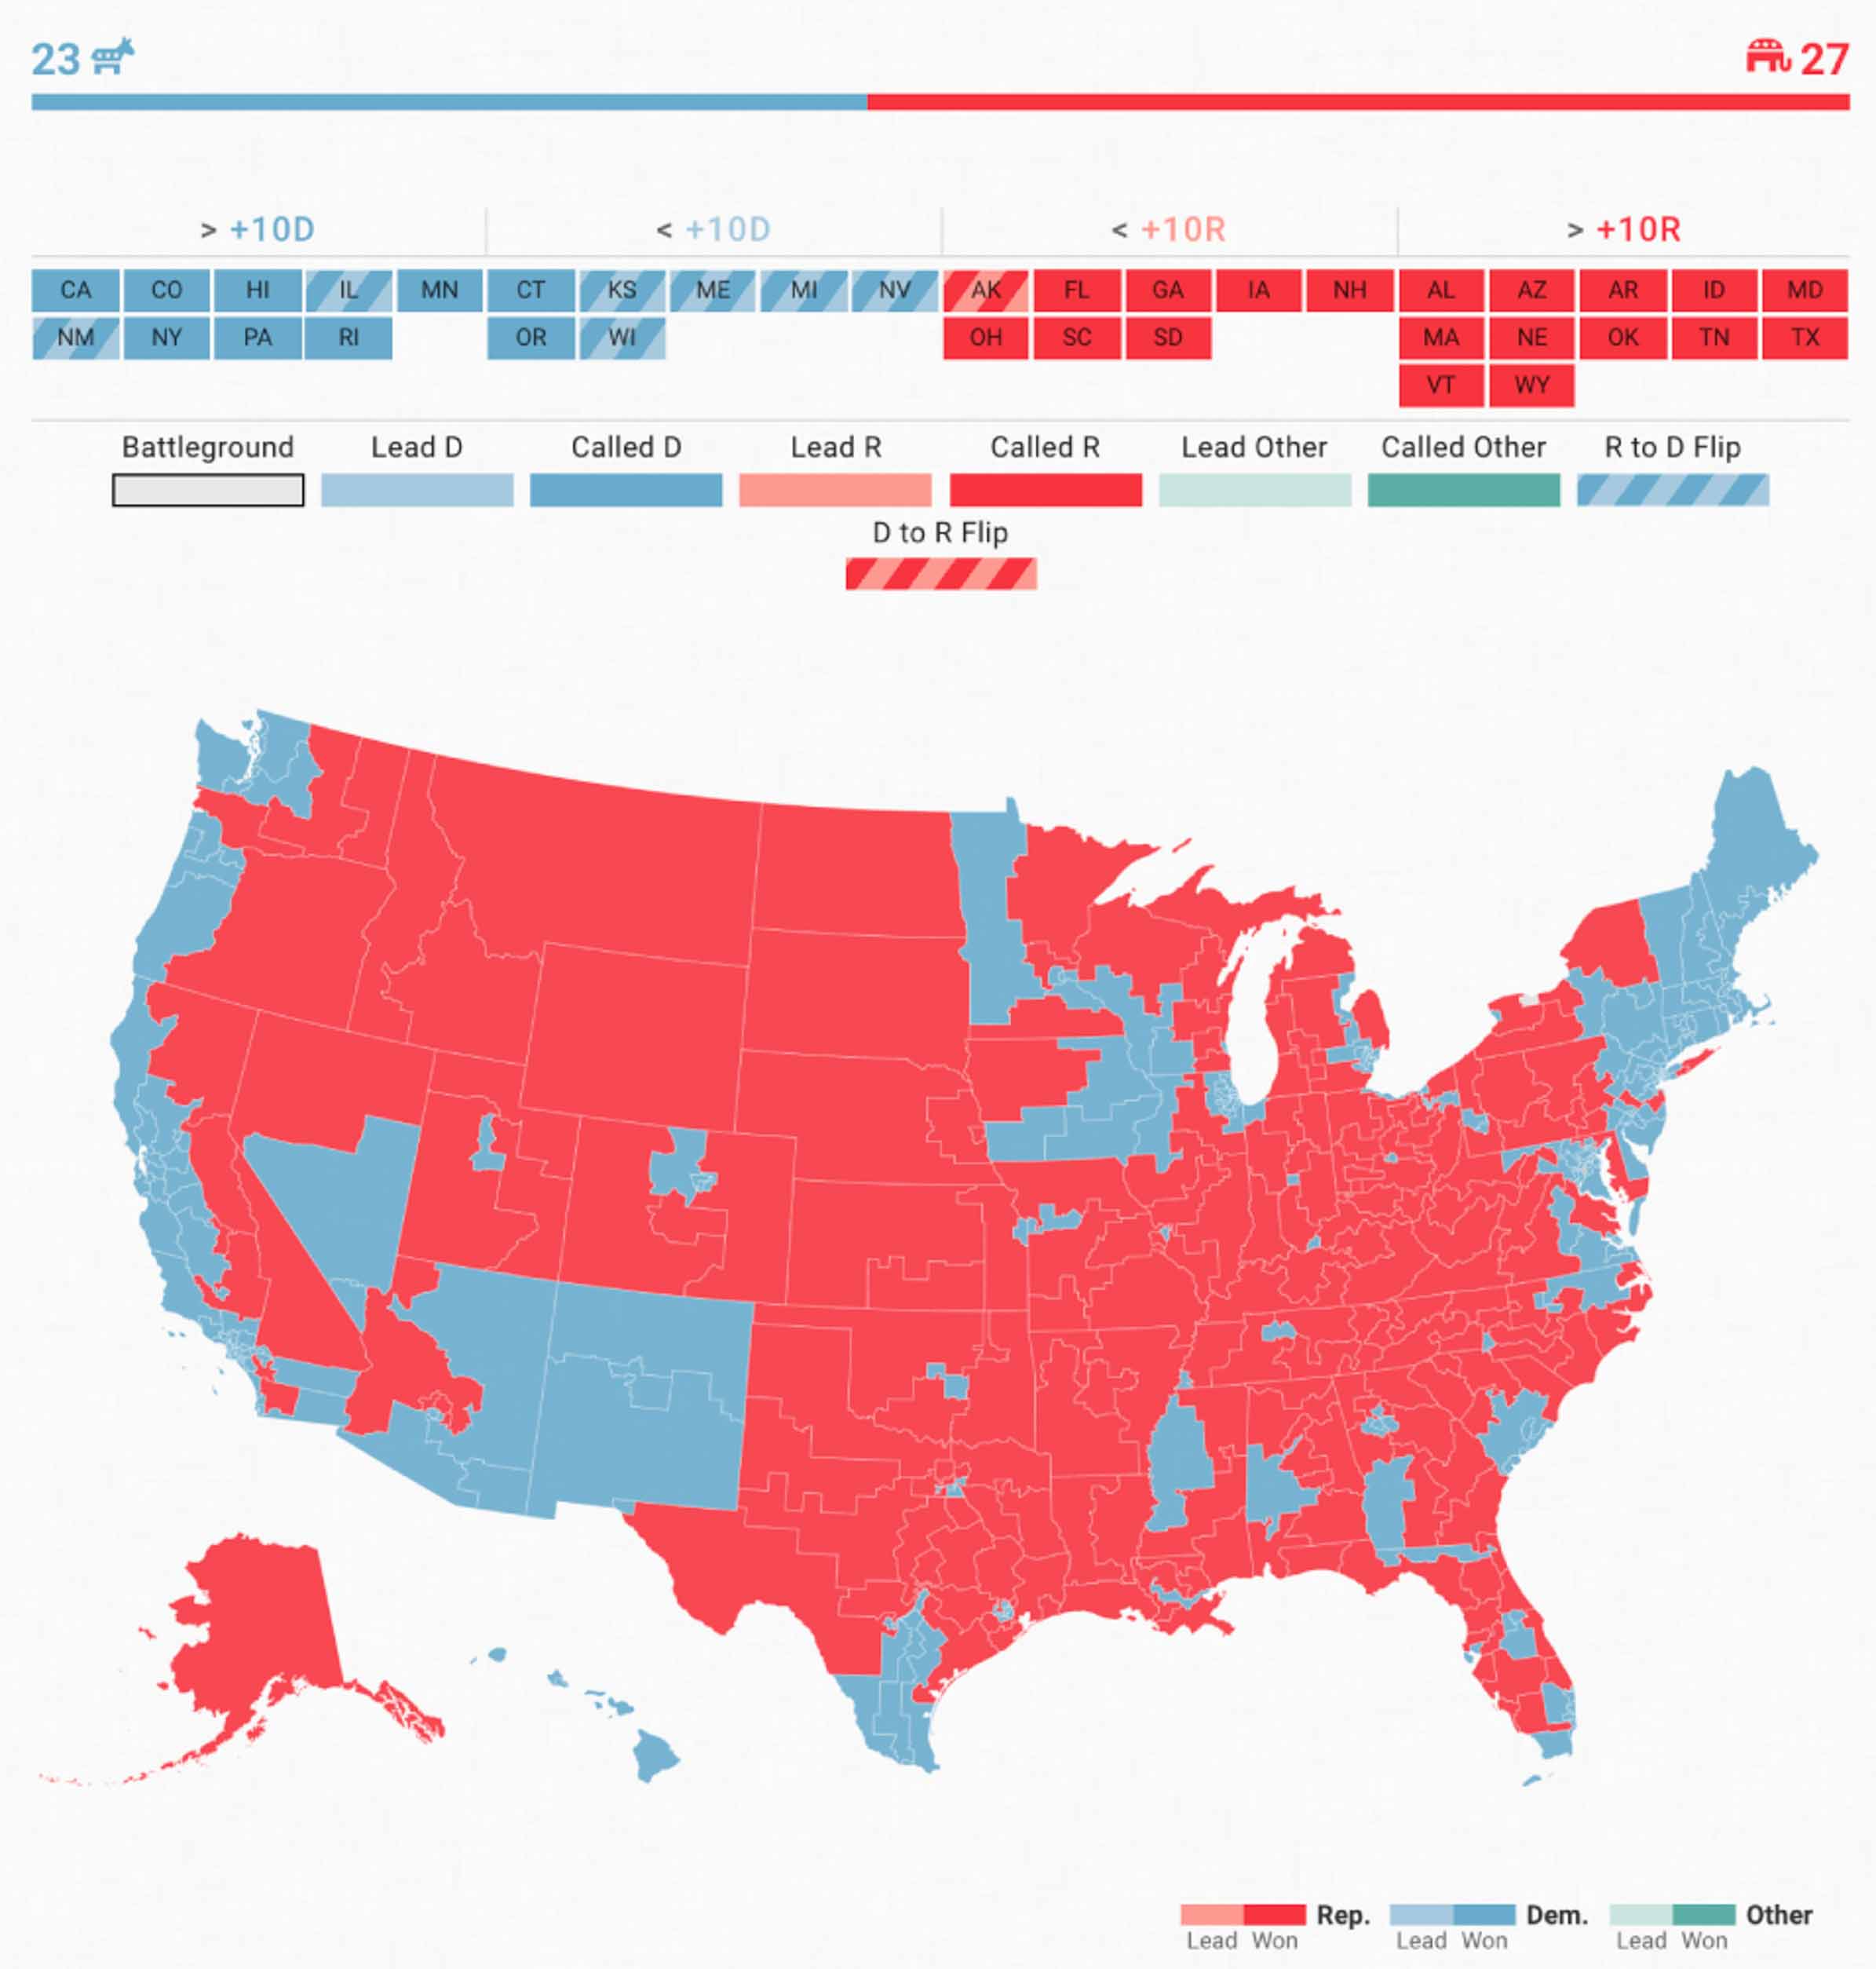 23 27
> +10D < +10D < +10R > +10R
CA CO HI IL MN CT KS ME MI NV AK FL GA IA NH AL AZ AR ID MD
NM NY PA RI OR WI OH SC SD MA NE OK TN TX
VT WY
Battleground Lead D Called D Lead R Called R Lead Other Called Other R to D Flip
D to R Flip
Rep. Dem. Other
Lead Won Lead Won Lead Won